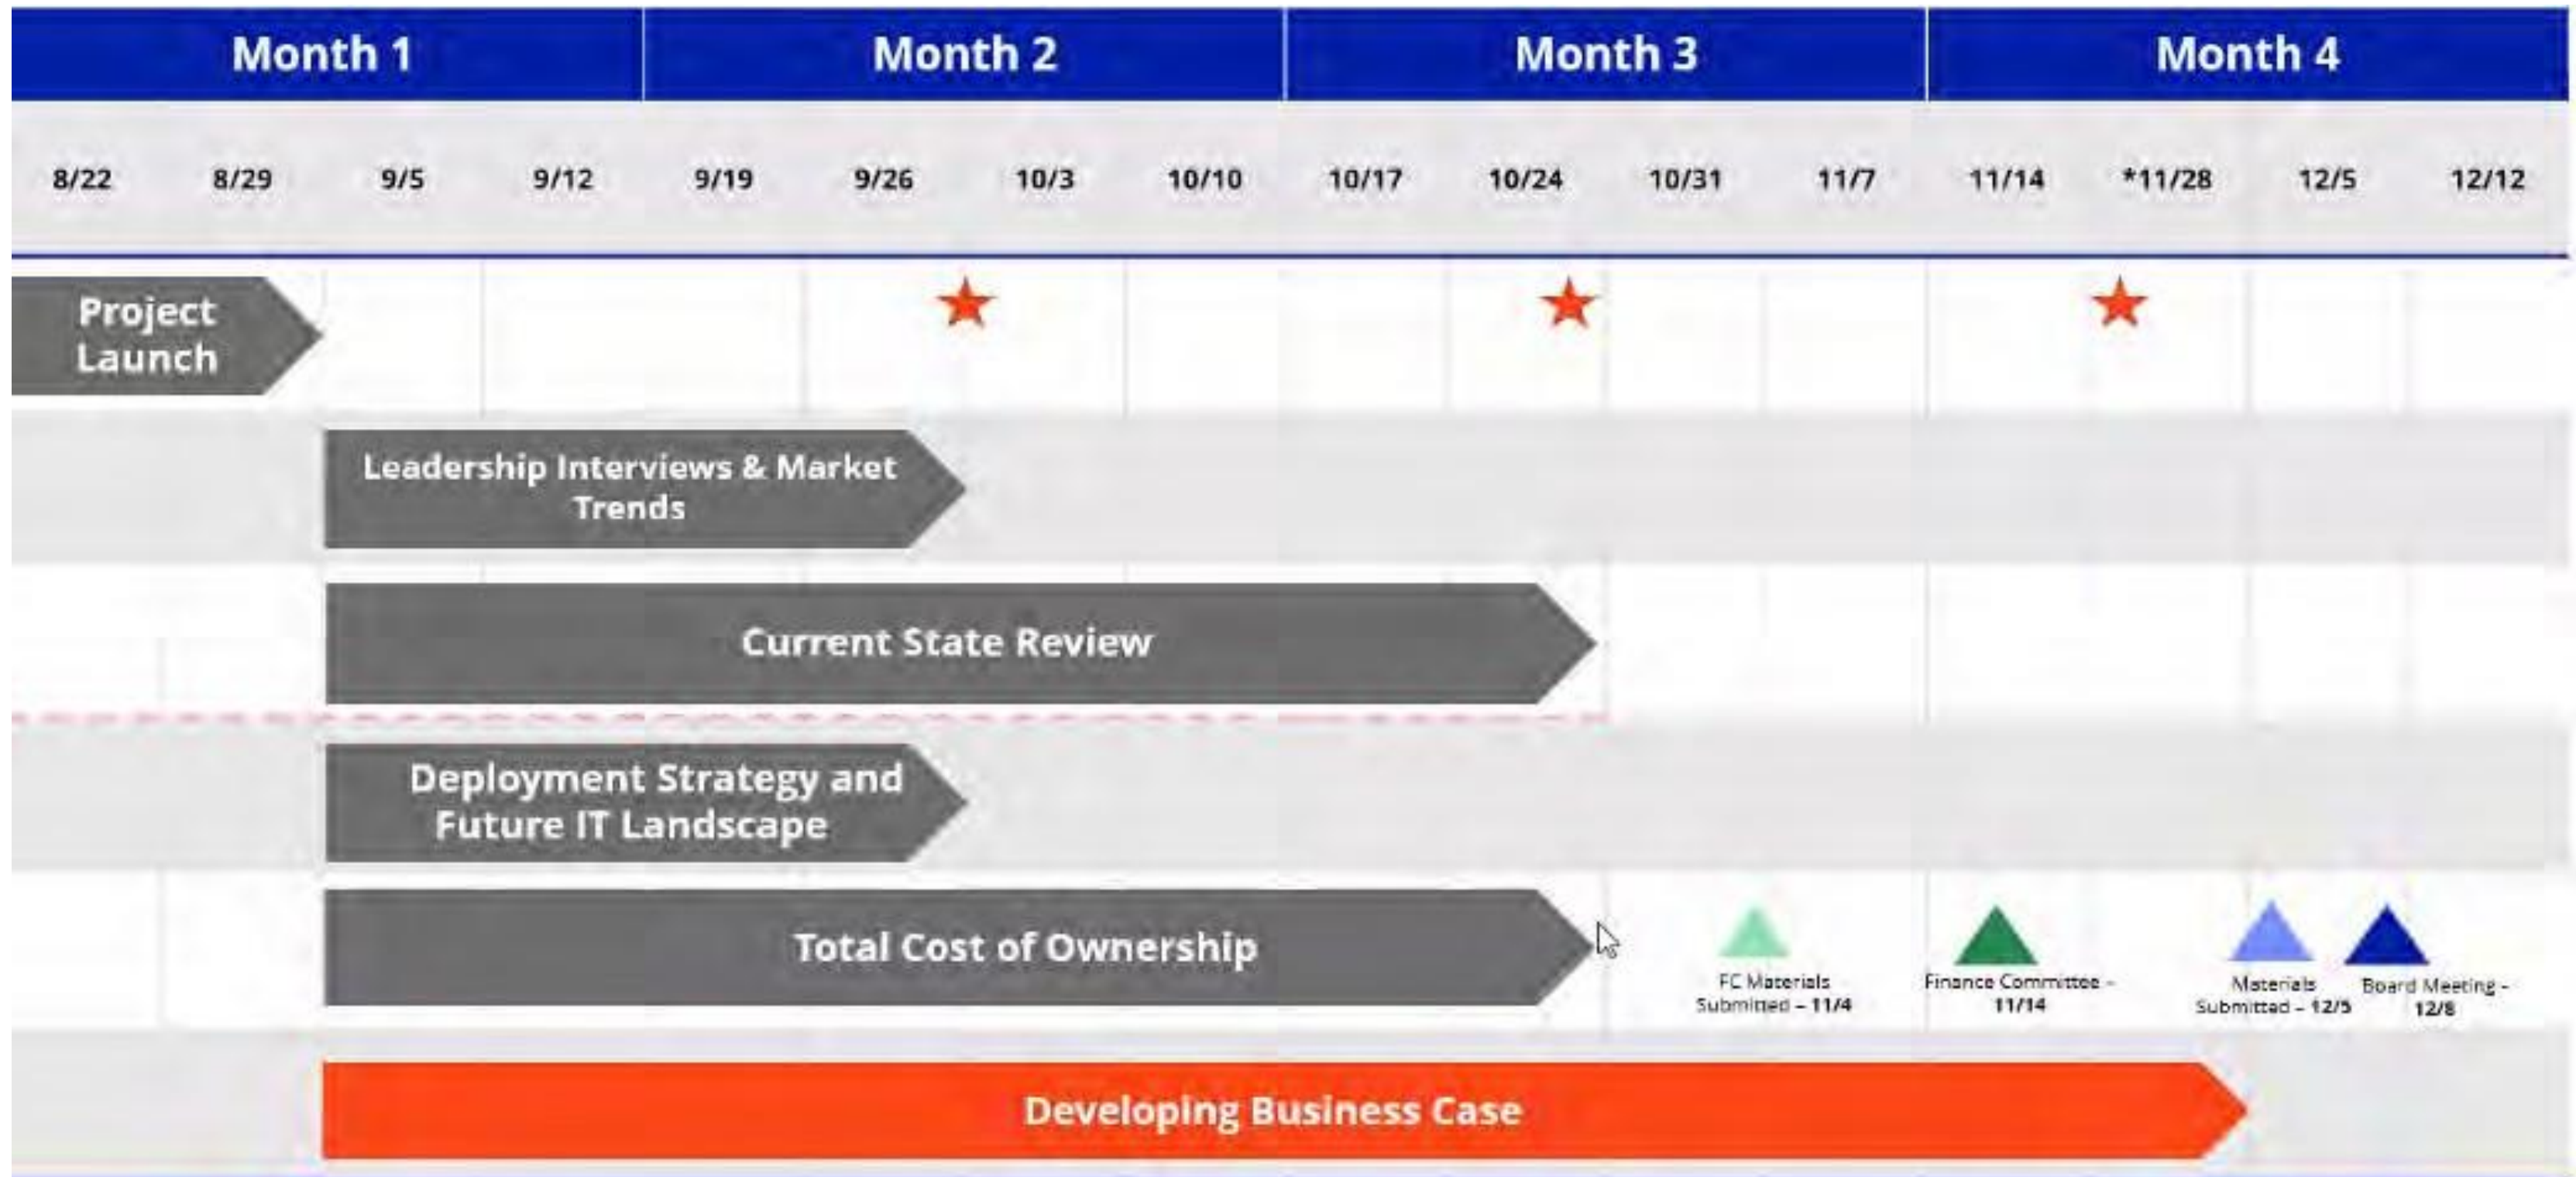 Month 1 Month 2 Month 3 Month 4
8/22 8/29 9/5 9/12 9/19 9/26 10/3 10/10 10/17 10/24 10/31 11/7 11/14 *11/28 12/5 12/12
Project
Launch
Leadership Interviews & Market
Trends
Current State Review
Deployment Strategy and
Future IT Landscape
Total Cost of Ownership
FC Materials
Submitted – 11/4
Finance Committee –
11/14
Materials
Submitted – 12/5
Board Meeting –
12/8
Developing Business Case